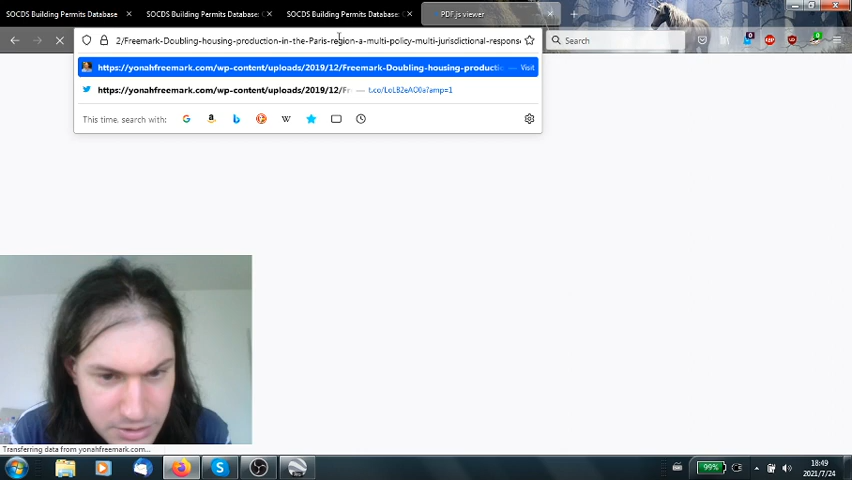 SOCDS Building Permits Database
SOCDS Building Permits Database: C
SOCDS Building Permits Database: C
PDF.js viewer
2/Freemark-Doubling-housing-production-in-the-Paris-region-a-multi-policy-multi-jurisdictional-respons
Search
https://yonahfreemark.com/wp-content/uploads/2019/12/Freemark-Doubling-housing-productic — Visit
https://yonahfreemark.com/wp-content/uploads/2019/12/Fr — t.co/LoLB2eAO0a?amp=1
This time, search with:
Transferring data from yonahfreemark.com...
99%
18:49
2021/7/24